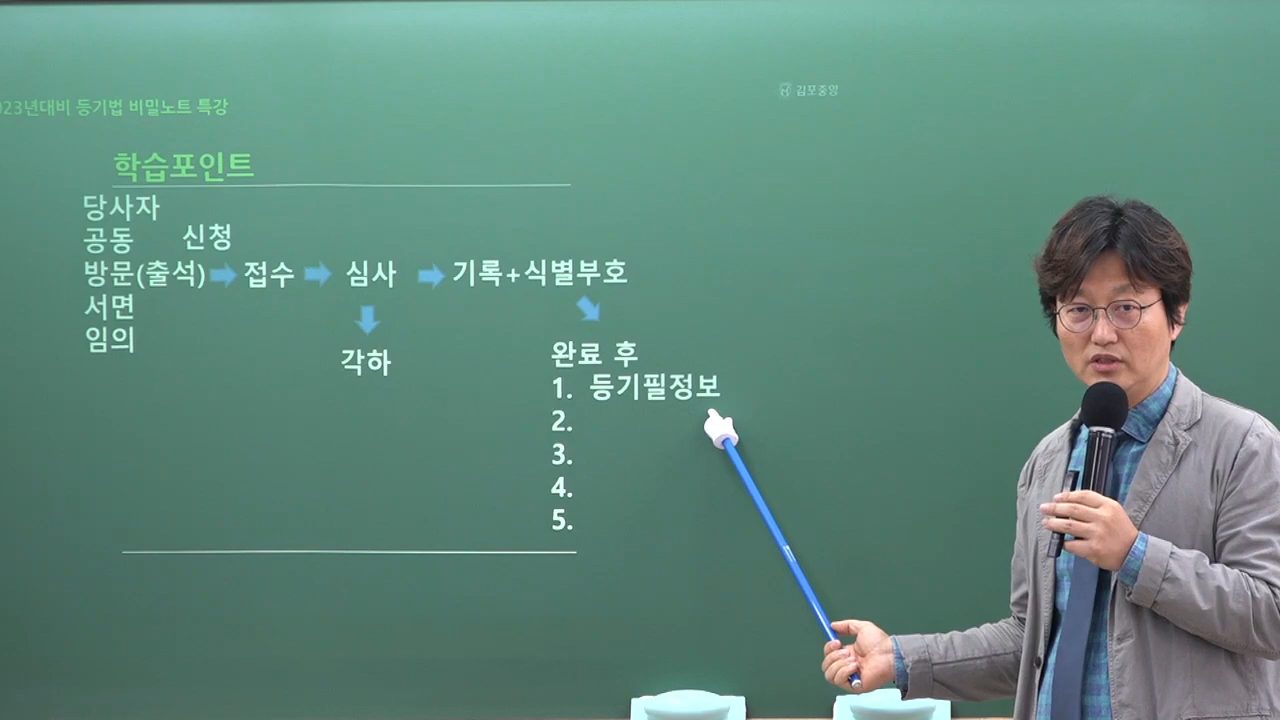 023년대비 등기법 비밀노트 특강
김포중앙
학습포인트
당사자
공동 신청
방문(출석) 접수 심사 기록+식별부호
서면
임의
각하
완료 후
1. 등기필정보
2.
3.
4.
5.